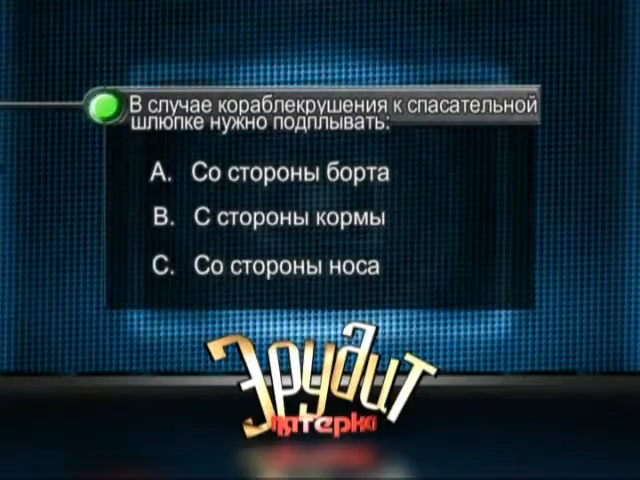 В случае кораблекрушения к спасательной
шлюпке нужно подплывать:
A. Со стороны борта
B. С стороны кормы
C. Со стороны носа
Эрудит
пятерка